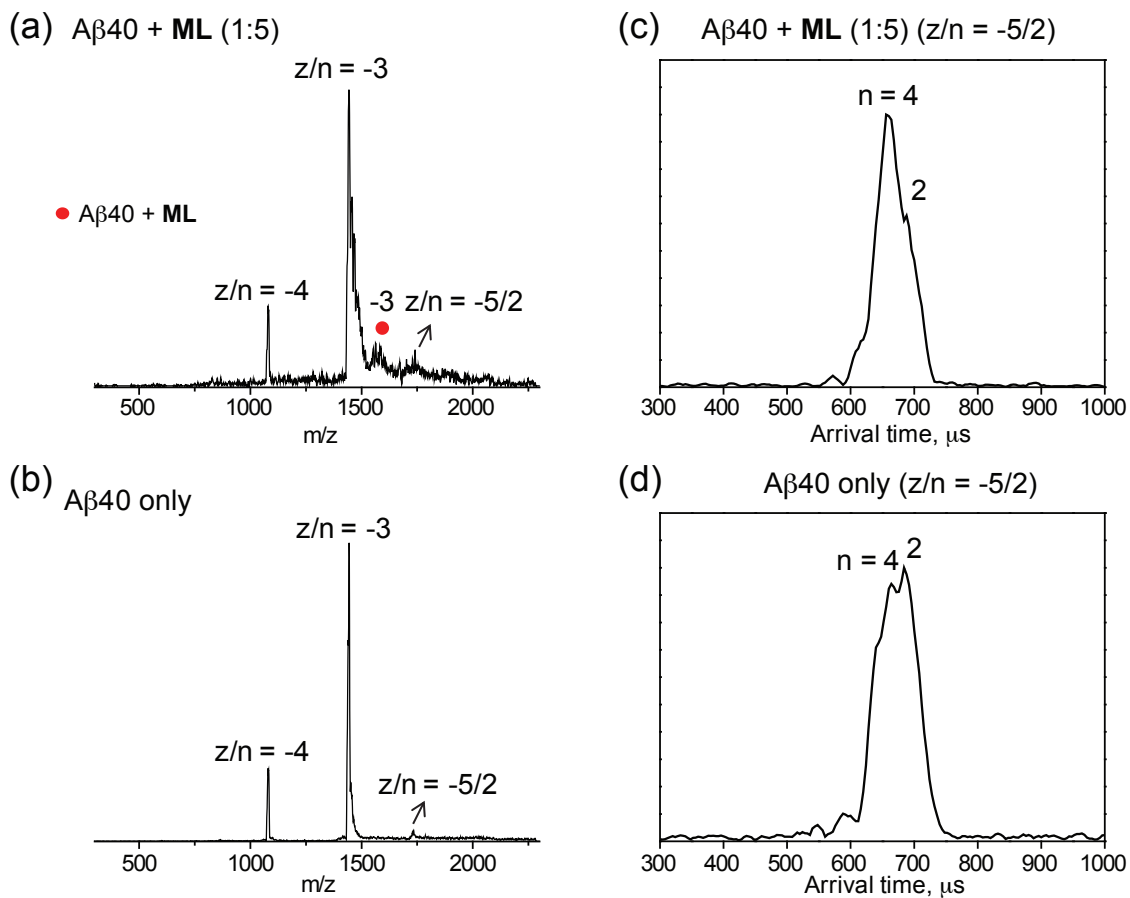 (a) Aβ40 + ML (1:5)
z/n = -3
Aβ40 + ML
z/n = -4
-3 z/n = -5/2
500 1000 1500 2000
m/z
(b)
Aβ40 only
z/n = -3
z/n = -4
z/n = -5/2
500 1000 1500 2000
m/z
(c) Aβ40 + ML (1:5) (z/n = -5/2)
n = 4
2
300 400 500 600 700 800 900 1000
Arrival time, μs
(d) Aβ40 only (z/n = -5/2)
n = 4 2
300 400 500 600 700 800 900 1000
Arrival time, μs